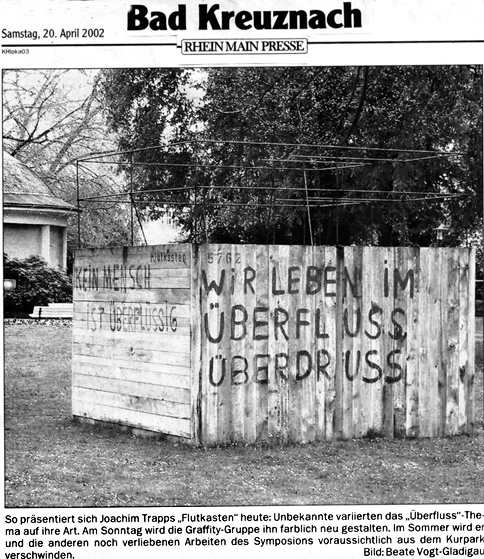 Bad Kreuznach
Samstag, 20. April 2002
RHEIN MAIN PRESSE
KHloka03
Flutkasten
5762
KEIN MENSCH
IST ÜBERFLÜSSIG
WIR LEBEN IM
ÜBERFLUSS
ÜBERDRUSS
So präsentiert sich Joachim Trapps „Flutkasten" heute: Unbekannte variierten das „Überfluss"-The-
ma auf ihre Art. Am Sonntag wird die Graffity-Gruppe ihn farblich neu gestalten. Im Sommer wird er
und die anderen noch verliebenen Arbeiten des Symposions voraussichtlich aus dem Kurpark
verschwinden.
Bild: Beate Vogt-Gladigau